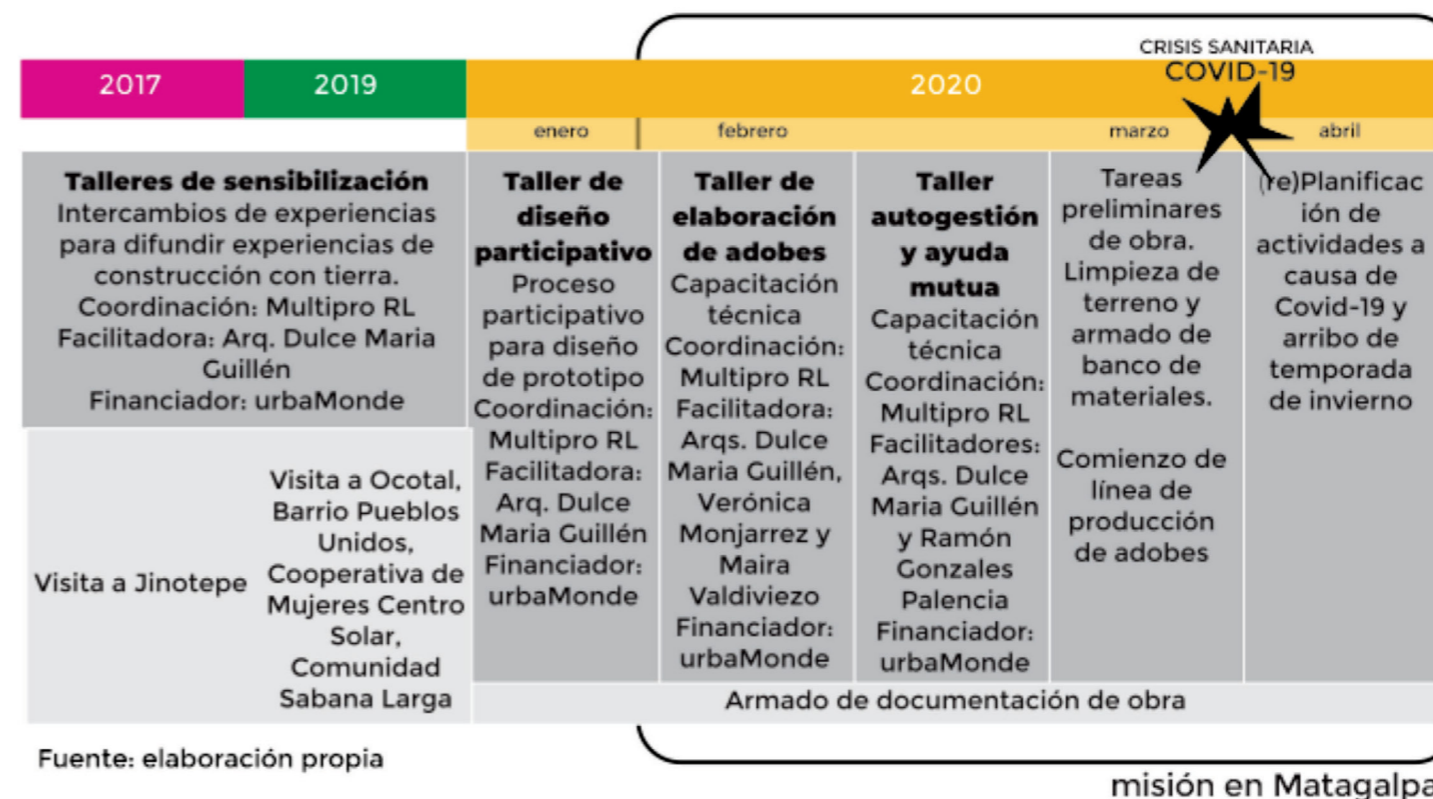 CRISIS SANITARIA
COVID-19
2017
2019
2020
enero
febrero
marzo
abril
Talleres de sensibilización
Intercambios de experiencias
para difundir experiencias de
construcción con tierra.
Coordinación: Multipro RL
Facilitadora: Arq. Dulce Maria
Guillén
Financiador: urbaMonde
Visita a Jinotepe
Visita a Ocotal,
Barrio Pueblos
Unidos,
Cooperativa de
Mujeres Centro
Solar,
Comunidad
Sabana Larga
Taller de
diseño
participativo
Proceso
participativo
para diseño
de prototipo
Coordinación:
Multipro RL
Facilitadora:
Arq. Dulce
Maria Guillén
Financiador:
urbaMonde
Taller de
elaboración
de adobes
Capacitación
técnica
Coordinación:
Multipro RL
Facilitadora:
Arqs. Dulce
Maria Guillén,
Verónica
Monjarrez y
Maira
Valdiviezo
Financiador:
urbaMonde
Taller
autogestión
y ayuda
mutua
Capacitación
técnica
Coordinación:
Multipro RL
Facilitadores:
Arqs. Dulce
Maria Guillén
y Ramón
Gonzales
Palencia
Financiador:
urbaMonde
Tareas
preliminares
de obra.
Limpieza de
terreno y
armado de
banco de
materiales.
Comienzo de
línea de
producción
de adobes
(re)Planificac
ión de
actividades a
causa de
Covid-19 y
arribo de
temporada
de invierno
Armado de documentación de obra
Fuente: elaboración propia
misión en Matagalpa